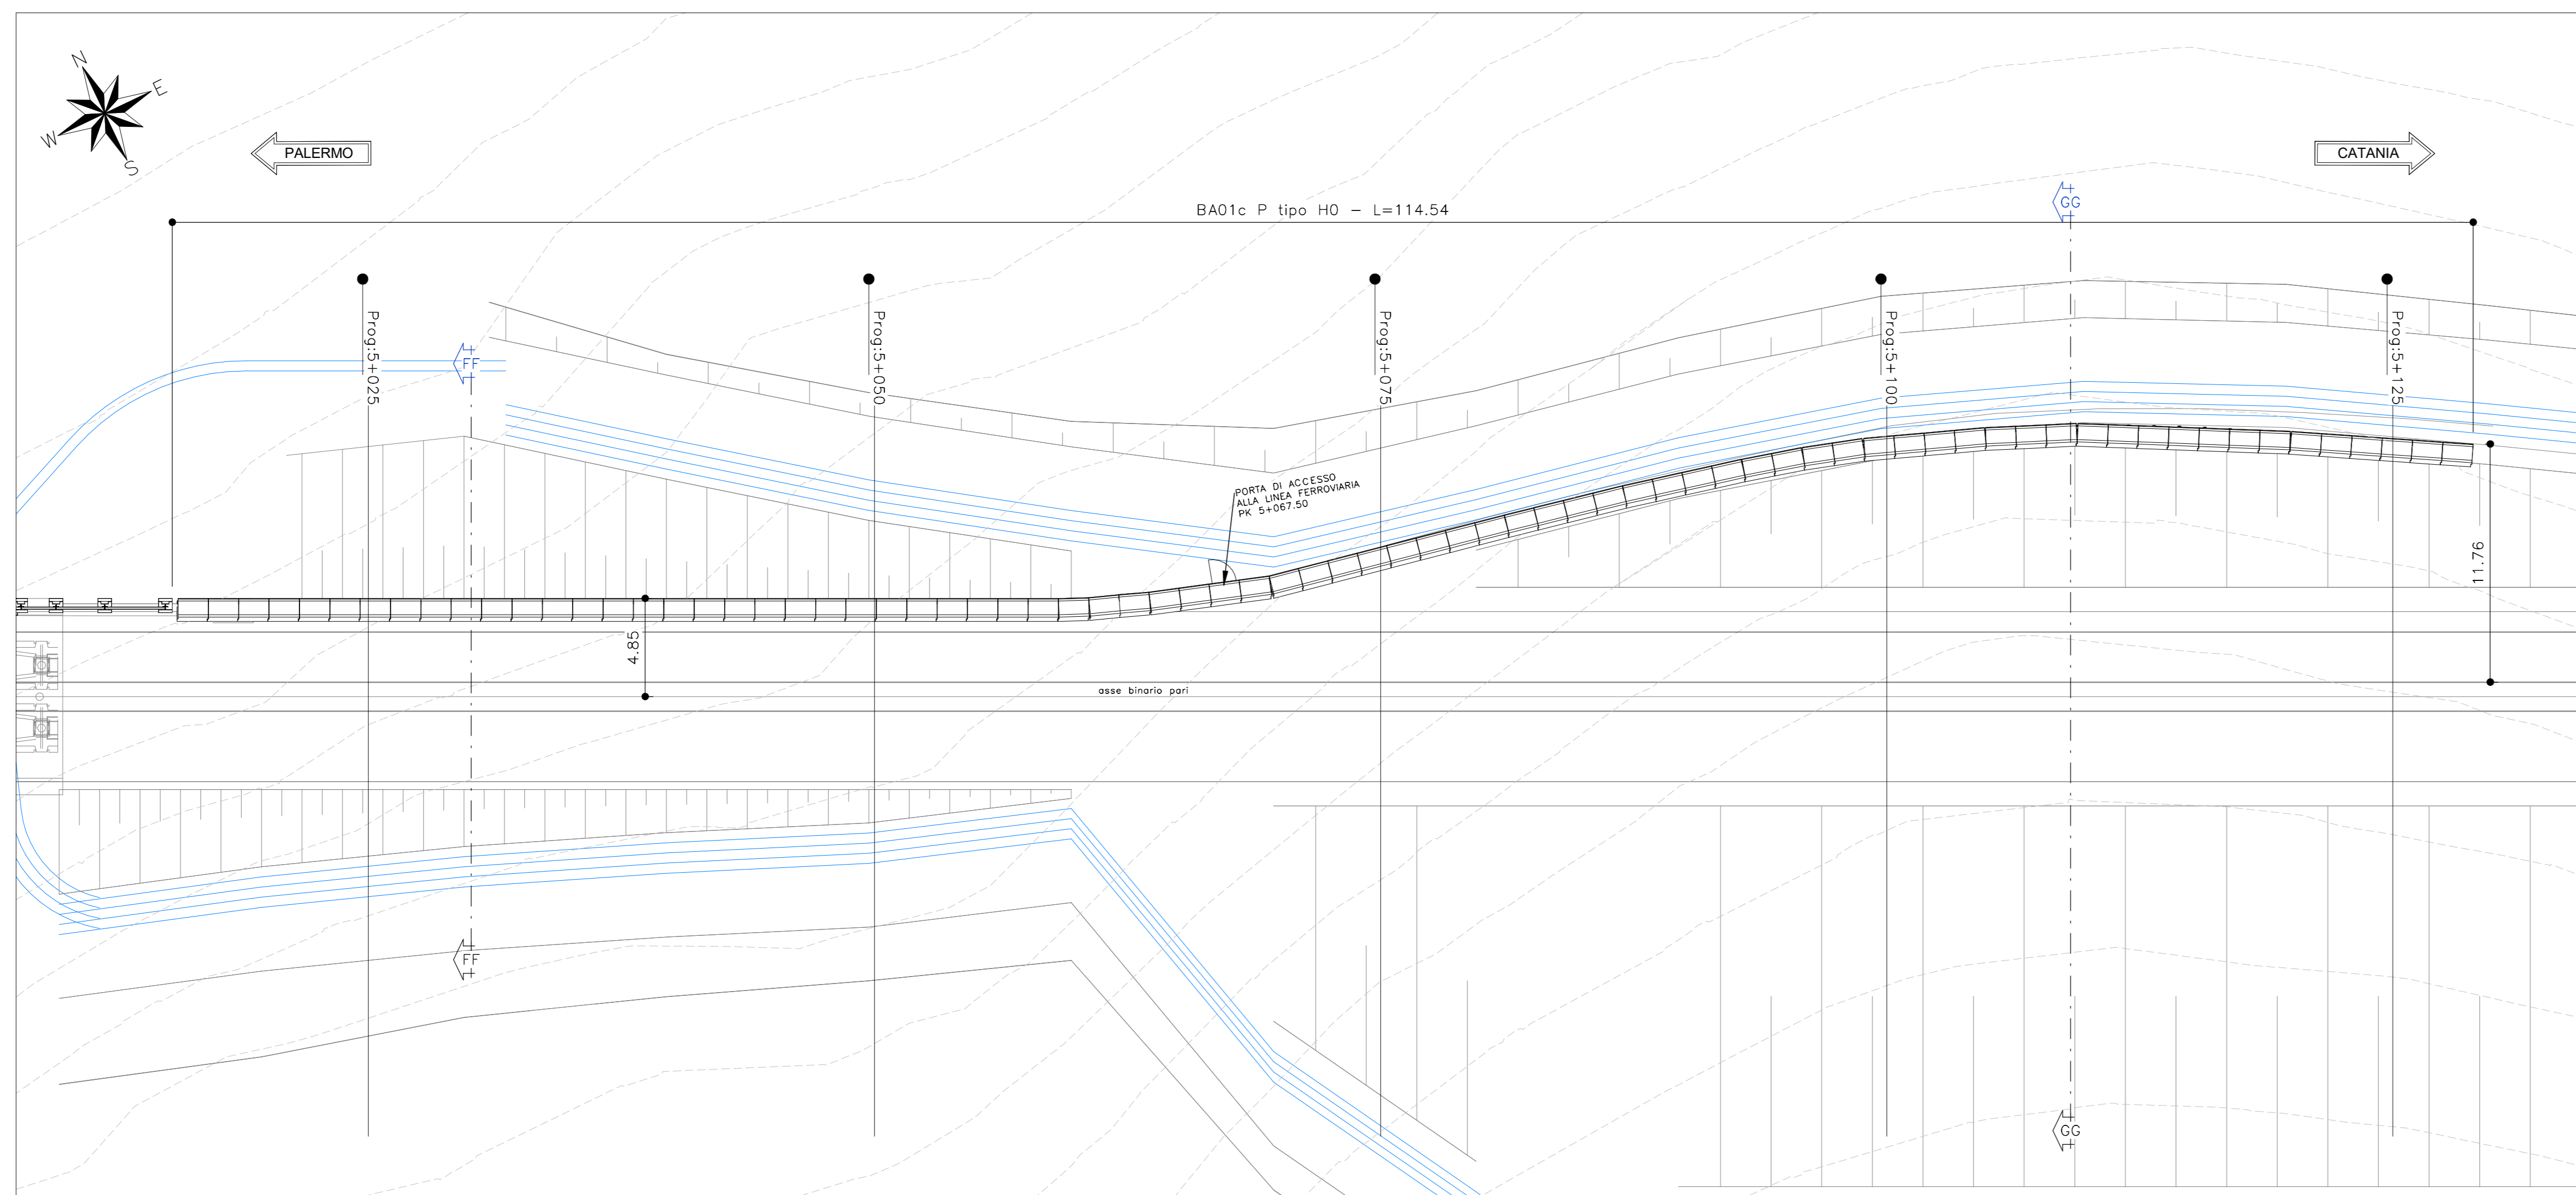 N
E
W
S
PALERMO
CATANIA
BA01c P tipo H0 – L=114.54
GG
Prog:5+025
Prog:5+050
Prog:5+075
Prog:5+100
Prog:5+125
FF
PORTA DI ACCESSO
ALLA LINEA FERROVIARIA
PK 5+067.50
11.76
4.85
asse binario pari
FF
GG